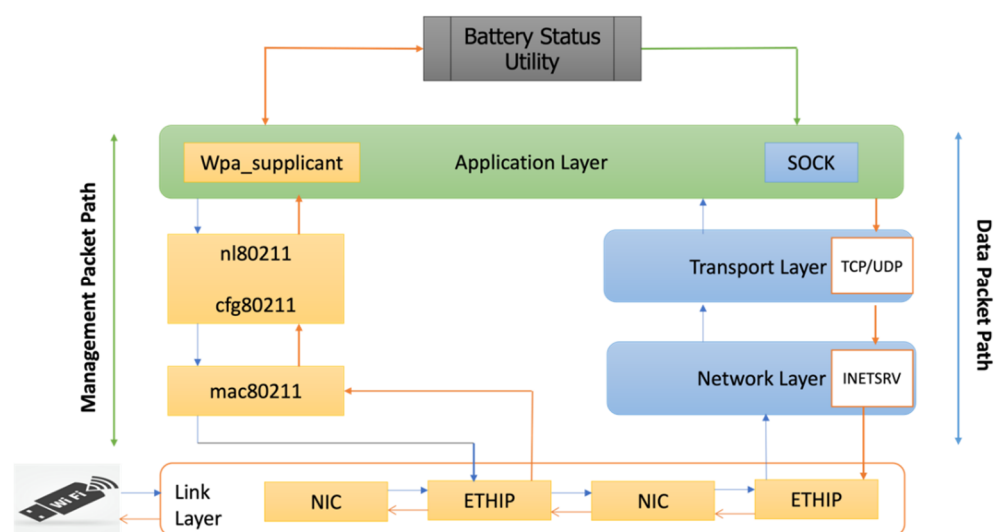 Battery Status
Utility
Wpa_supplicant
Application Layer
SOCK
Management Packet Path
Data Packet Path
nl80211
cfg80211
Transport Layer
TCP/UDP
mac80211
Network Layer
INETSRV
Wi Fi
Link
Layer
NIC
ETHIP
NIC
ETHIP